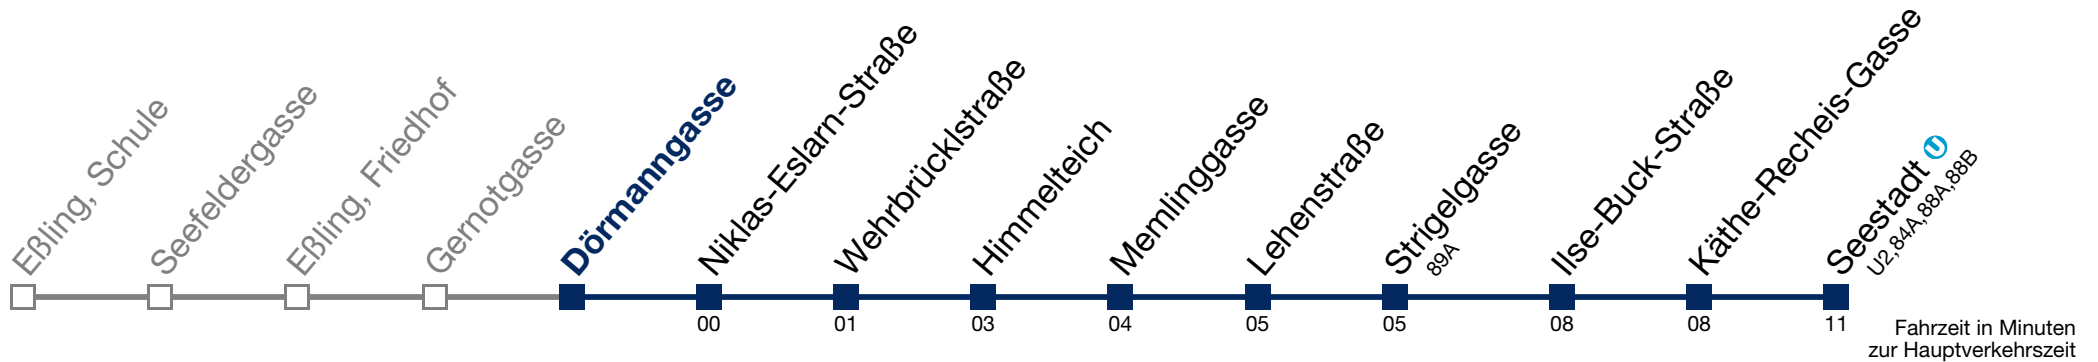 Eßling, Schule
Seefeldergasse
Eßling, Friedhof
Gernotgasse
Dörmanngasse
Niklas-Eslarn-Straße
00
Wehrbrücklstraße
01
Himmelteich
03
Memlinggasse
04
Lehenstraße
05
Strigelgasse
89A
05
Ilse-Buck-Straße
08
Käthe-Recheis-Gasse
08
Seestadt U
U2,84A,88A,88B
11
Fahrzeit in Minuten
zur Hauptverkehrszeit